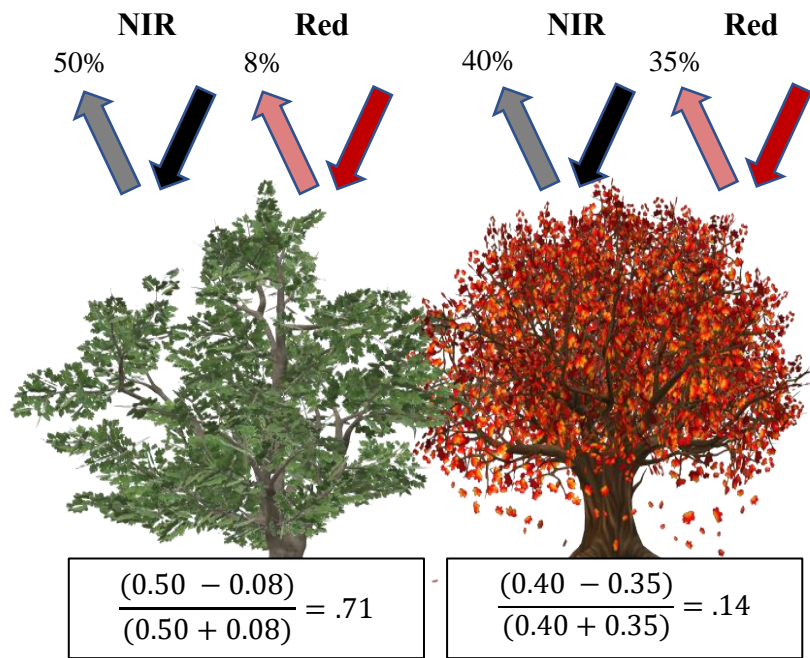 NIR Red NIR Red
50% 8% 40% 35%
(0.50 − 0.08) / (0.50 + 0.08) = .71
(0.40 − 0.35) / (0.40 + 0.35) = .14